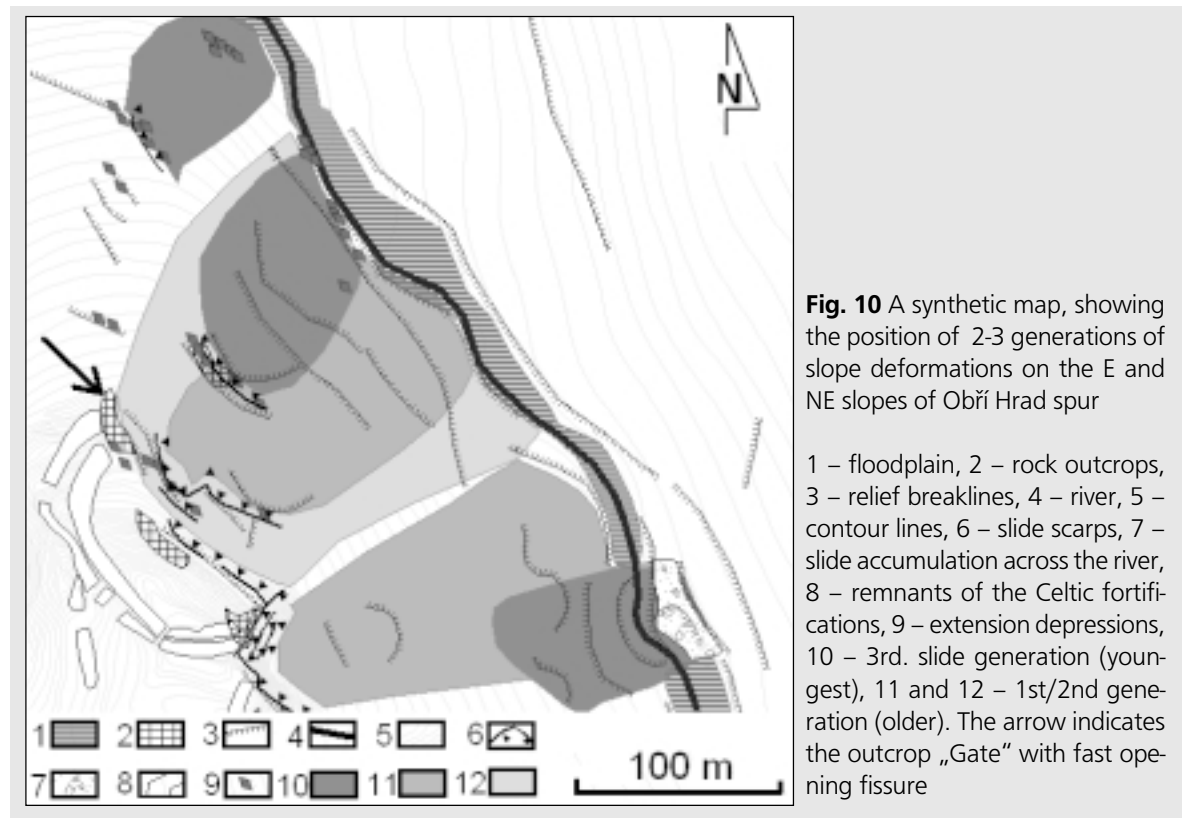 N
1 2 3 4 5 6
7 8 9 10 11 12
100 m
Fig. 10 A synthetic map, showing
the position of 2-3 generations of
slope deformations on the E and
NE slopes of Obří Hrad spur
1 – floodplain, 2 – rock outcrops,
3 – relief breaklines, 4 – river, 5 –
contour lines, 6 – slide scarps, 7 –
slide accumulation across the river,
8 – remnants of the Celtic fortifi-
cations, 9 – extension depressions,
10 – 3rd. slide generation (youn-
gest), 11 and 12 – 1st/2nd gene-
ration (older). The arrow indicates
the outcrop „Gate“ with fast ope-
ning fissure